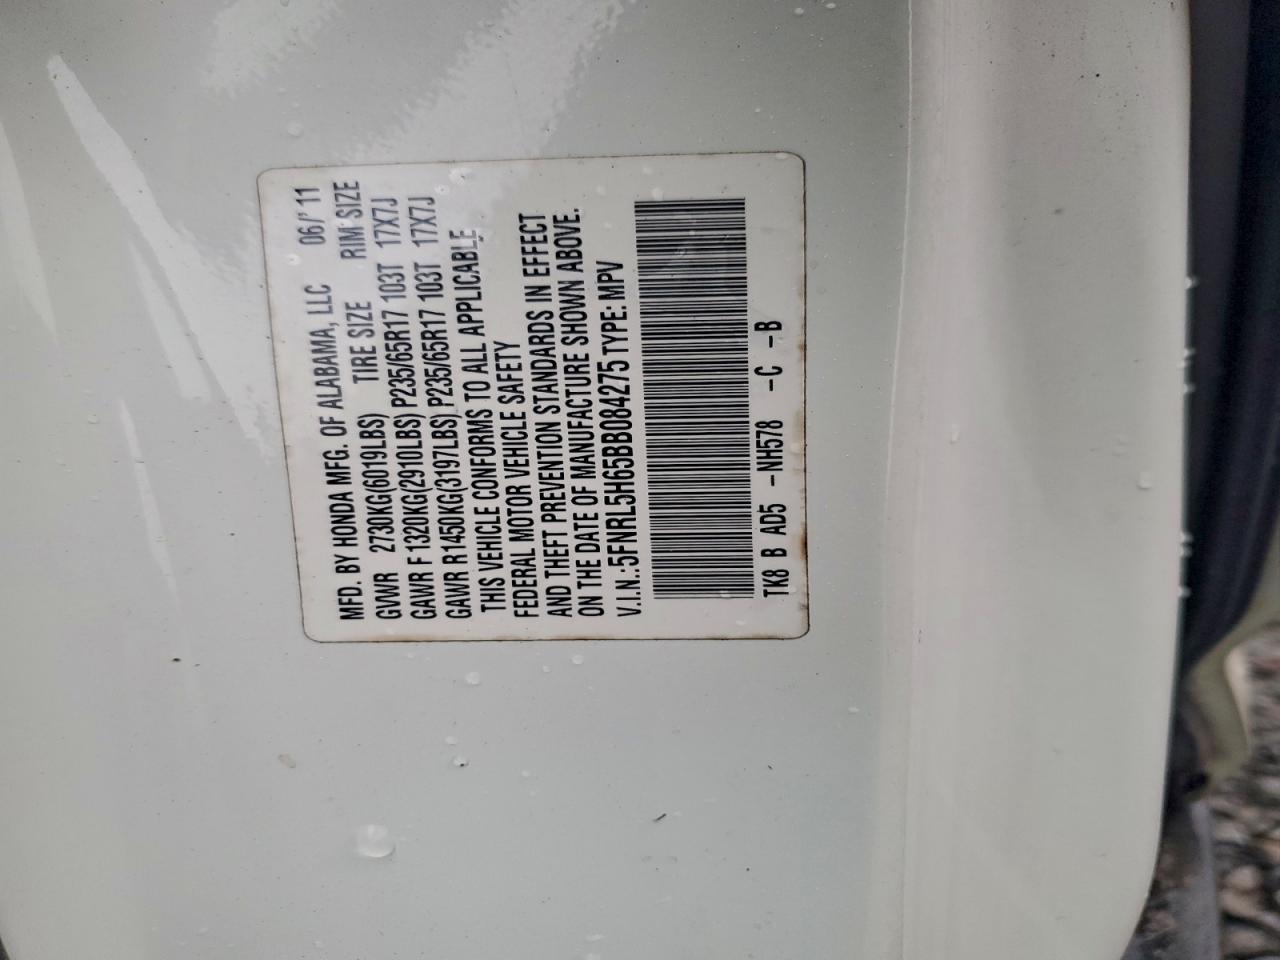 MFD. BY HONDA MFG. OF ALABAMA, LLC 06/'11
GVWR 2730KG(6019LBS) TIRE SIZE RIM SIZE
GAWR F 1320KG(2910LBS) P235/65R17 103T 17X7J
GAWR R 1450KG(3197LBS) P235/65R17 103T 17X7J
THIS VEHICLE CONFORMS TO ALL APPLICABLE
FEDERAL MOTOR VEHICLE SAFETY
AND THEFT PREVENTION STANDARDS IN EFFECT
ON THE DATE OF MANUFACTURE SHOWN ABOVE.
V.I.N.:5FNRL5H65BB084275 TYPE: MPV
TK8 B AD5 -NH578 -C -B